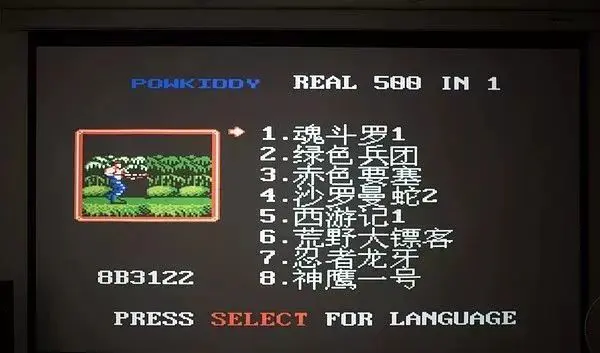 POWKIDDY REAL 500 IN 1
1.魂斗罗1
2.绿色兵团
3.赤色要塞
4.沙罗曼蛇2
5.西游记1
6.荒野大镖客
7.忍者龙牙
8.神鹰一号
8B3122
PRESS SELECT FOR LANGUAGE